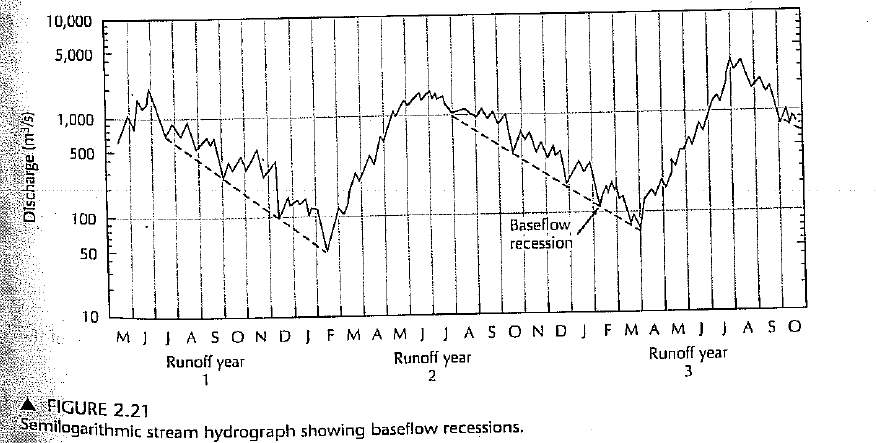 10,000
5,000
1,000
500
100
50
10
Discharge (m³/s)
Baseflow
recession
M J J A S O N D J F M A M J J A S O N D J F M A M J J A S O
Runoff year
1
Runoff year
2
Runoff year
3
▲ FIGURE 2.21
Semilogarithmic stream hydrograph showing baseflow recessions.